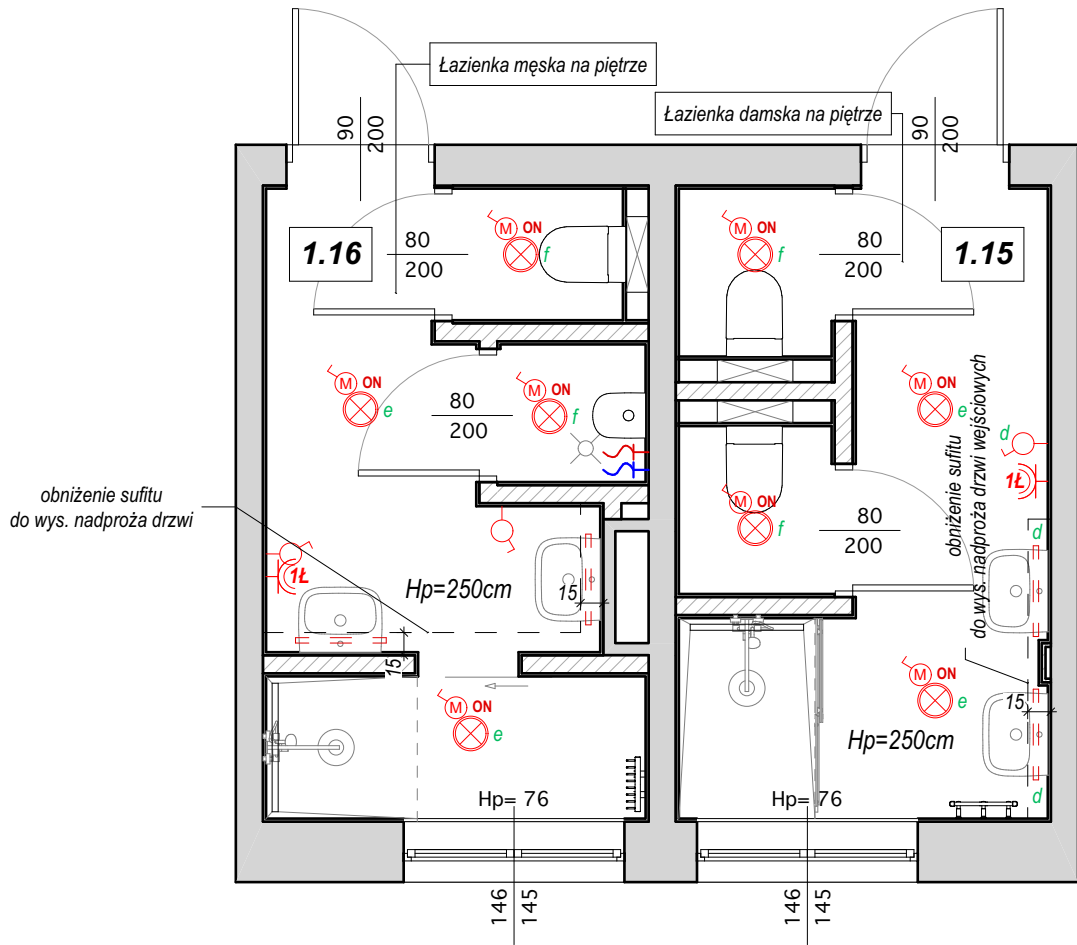 Łazienka męska na piętrze
Łazienka damska na piętrze
90
200
90
200
1.16
80
200
M ON
f
M ON
f
80
200
1.15
M ON
e
80
200
M ON
f
M ON
e
d
1Ł
obniżenie sufitu
do wys. nadproża drzwi
obniżenie sufitu
do wys. nadproża drzwi wejściowych
M ON
f
80
200
d
1Ł
Hp=250cm
15
15
M ON
e
M ON
e
15
Hp=250cm
d
Hp= 76
Hp= 76
146
145
146
145